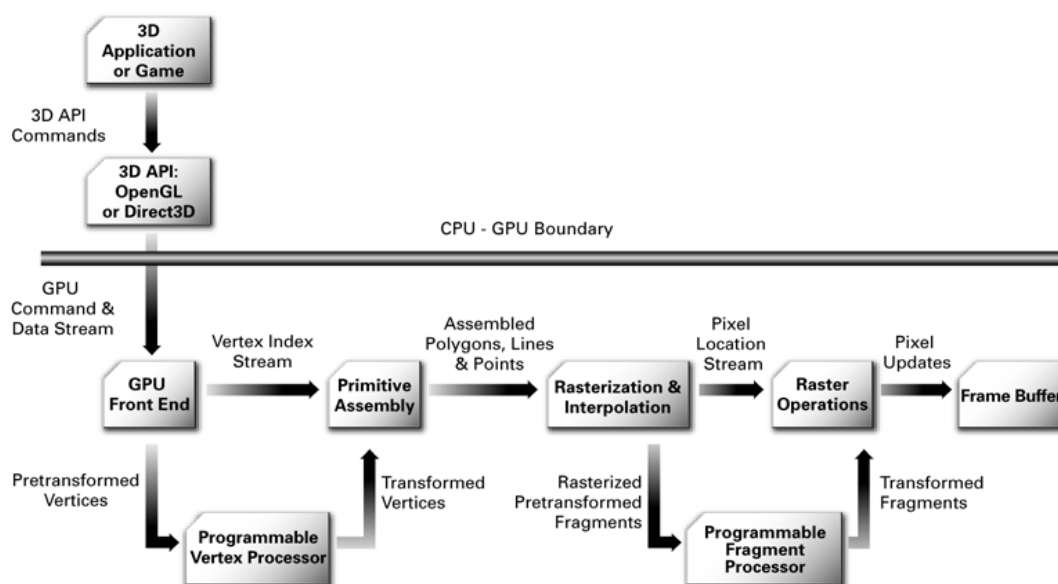 3D
Application
or Game
3D API
Commands
3D API:
OpenGL
or Direct3D
CPU - GPU Boundary
GPU
Command &
Data Stream
GPU
Front End
Vertex Index
Stream
Primitive
Assembly
Assembled
Polygons, Lines
& Points
Rasterization &
Interpolation
Pixel
Location
Stream
Raster
Operations
Pixel
Updates
Frame Buffer
Pretransformed
Vertices
Programmable
Vertex Processor
Transformed
Vertices
Rasterized
Pretransformed
Fragments
Programmable
Fragment
Processor
Transformed
Fragments